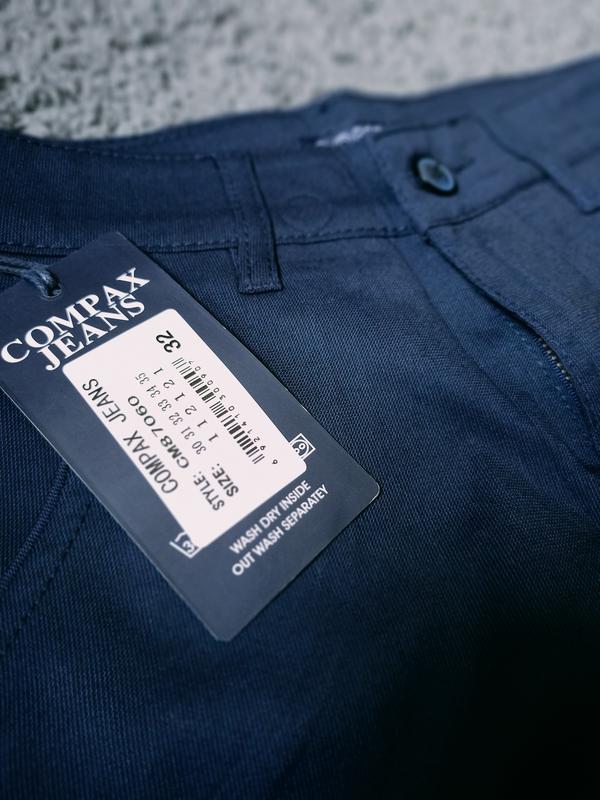 COMPAX
JEANS
COMPAX JEANS
STYLE: CM87060
SIZE: 30 31 32 33 34 35
1 1 2 1 2 1
32
WASH DRY INSIDE
OUT WASH SEPARATEY